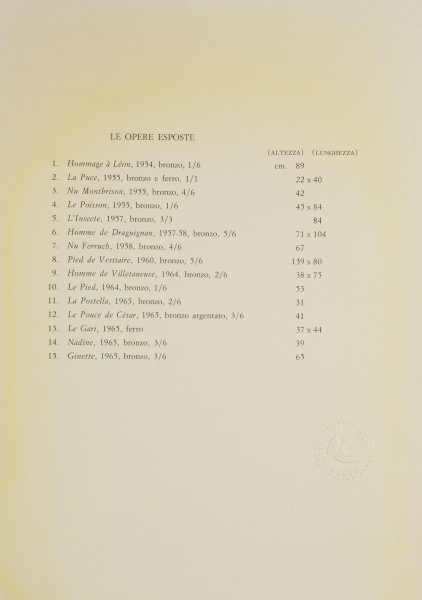 LE OPERE ESPOSTE
(ALTEZZA) (LUNGHEZZA)
1. Hommage à Léon, 1954, bronzo, 1/6 cm. 89
2. La Puce, 1955, bronzo e ferro, 1/1 22 x 40
3. Nu Monthrison, 1955, bronzo, 4/6 42
4. Le Poisson, 1955, bronzo, 1/6 45 x 84
5. L'Insecte, 1957, bronzo, 3/3 84
6. Homme de Draguignan, 1957-58, bronzo, 5/6 71 x 104
7. Nu Ferruch, 1958, bronzo, 4/6 67
8. Pied de Vestiaire, 1960, bronzo, 5/6 139 x 80
9. Homme de Villetaneuse, 1964, bronzo, 2/6 38 x 75
10. Le Pied, 1964, bronzo, 1/6 53
11. La Postella, 1965, bronzo, 2/6 31
12. Le Pouce de César, 1965, bronzo argentato, 3/6 41
13. Le Gari, 1965, ferro 37 x 44
14. Nadine, 1965, bronzo, 3/6 39
15. Ginette, 1965, bronzo, 3/6 65